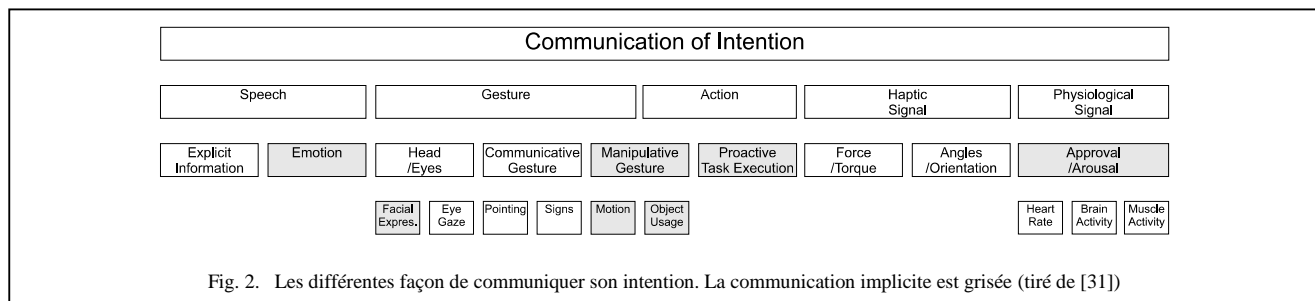 Communication of Intention
Speech
Gesture
Action
Haptic
Signal
Physiological
Signal
Explicit
Information
Emotion
Head
/Eyes
Communicative
Gesture
Manipulative
Gesture
Proactive
Task Execution
Force
/Torque
Angles
/Orientation
Approval
/Arousal
Facial
Expres.
Eye
Gaze
Pointing
Signs
Motion
Object
Usage
Heart
Rate
Brain
Activity
Muscle
Activity
Fig. 2. Les différentes façon de communiquer son intention. La communication implicite est grisée (tiré de [31])